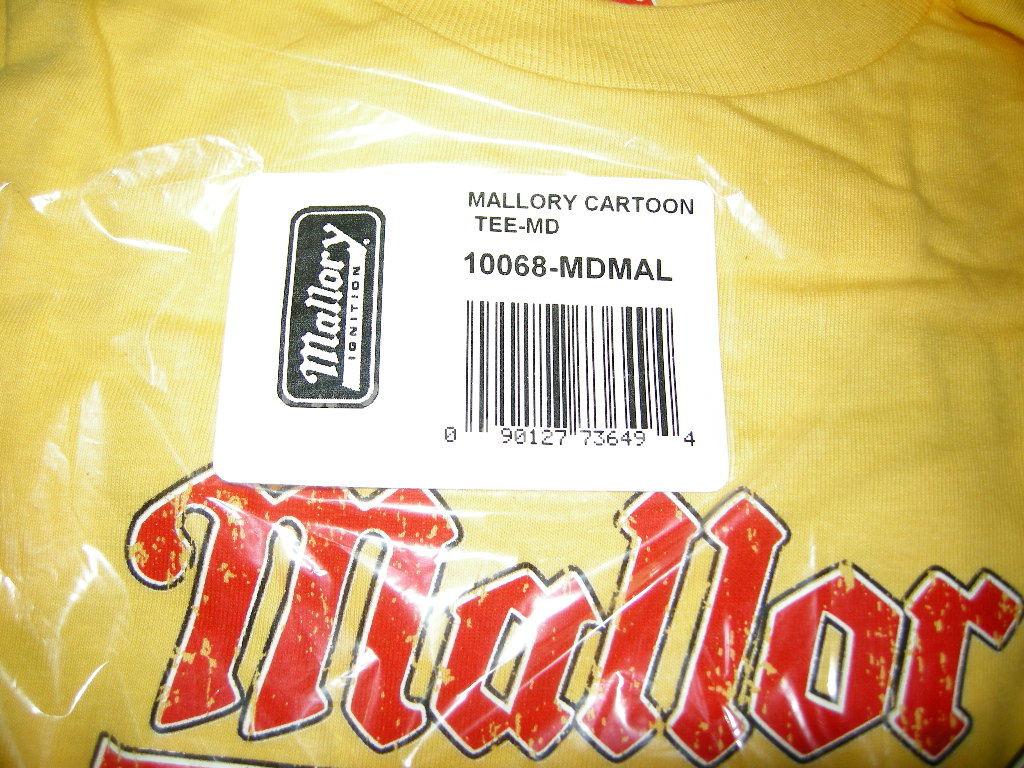 MALLORY CARTOON
TEE-MD
10068-MDMAL
Mallory
IGNITION
0 90127 73649 4
Mallor